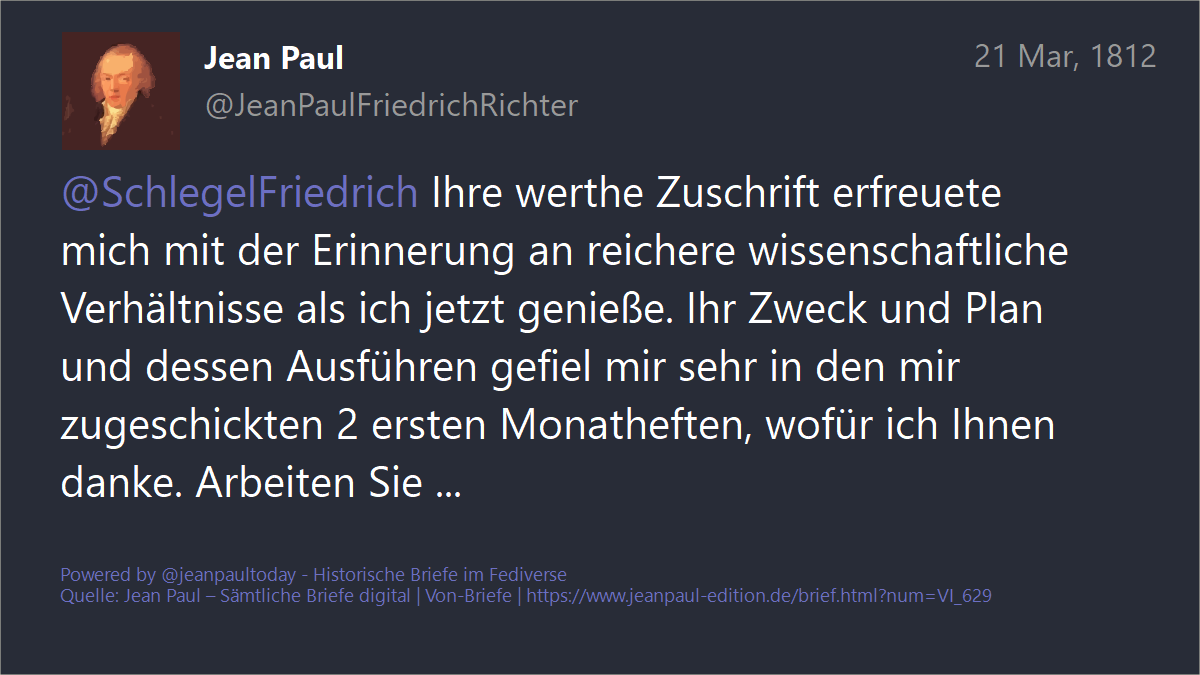 Jean Paul
21 Mar, 1812
@JeanPaulFriedrichRichter
@SchlegelFriedrich Ihre werthe Zuschrift erfreuete
mich mit der Erinnerung an reichere wissenschaftliche
Verhältnisse als ich jetzt genieße. Ihr Zweck und Plan
und dessen Ausführen gefiel mir sehr in den mir
zugeschickten 2 ersten Monatheften, wofür ich Ihnen
danke. Arbeiten Sie ...
Powered by @jeanpaultoday - Historische Briefe im Fediverse
Quelle: Jean Paul – Sämtliche Briefe digital | Von-Briefe | https://www.jeanpaul-edition.de/brief.html?num=VI_629